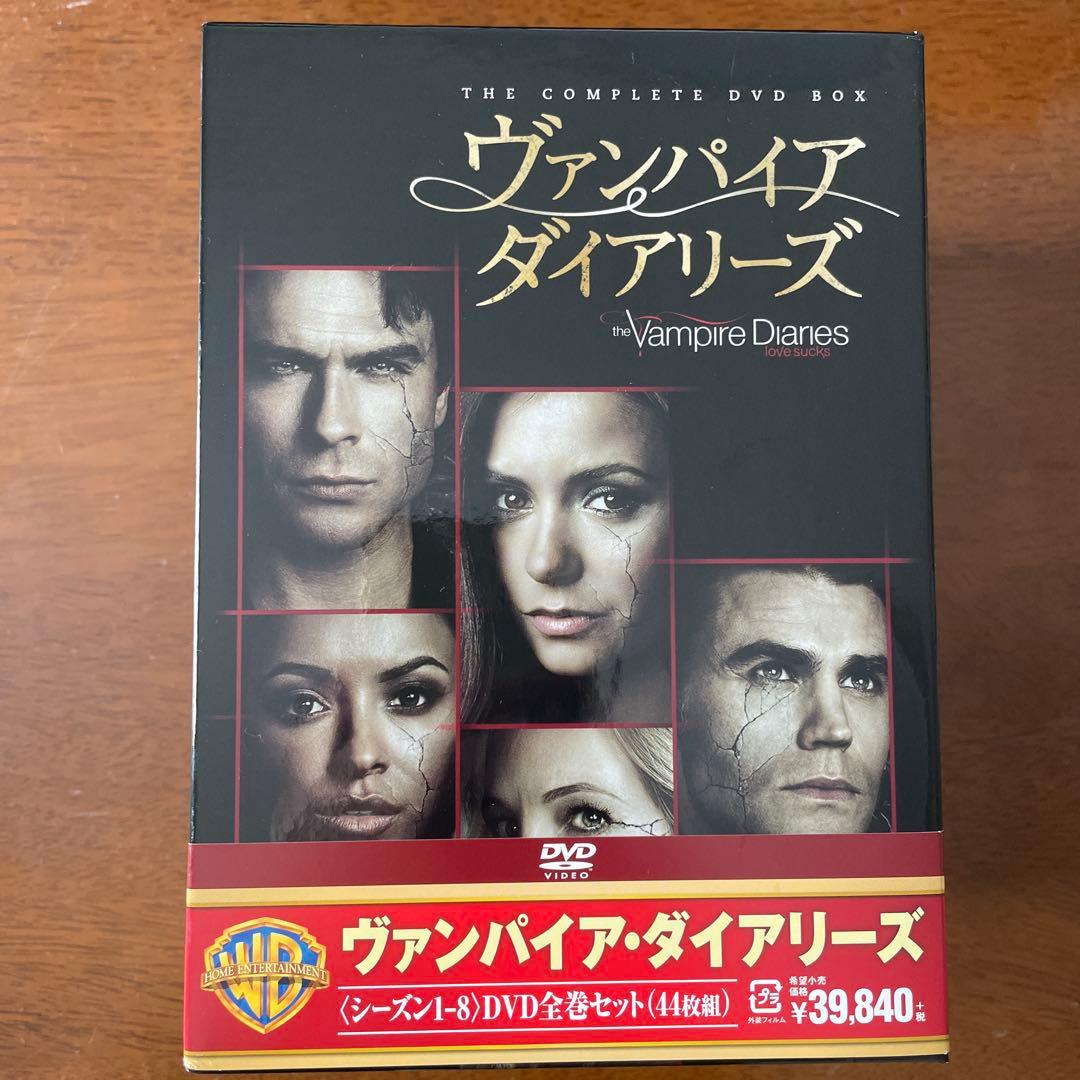 THE COMPLETE DVD BOX
ヴァンパイア
ダイアリーズ
the Vampire Diaries
love sucks
DVD
VIDEO
WB
HOME ENTERTAINMENT
ヴァンパイア・ダイアリーズ
〈シーズン1-8〉DVD全巻セット(44枚組)
プラ
外装フィルム
希望小売
価格
¥39,840+税